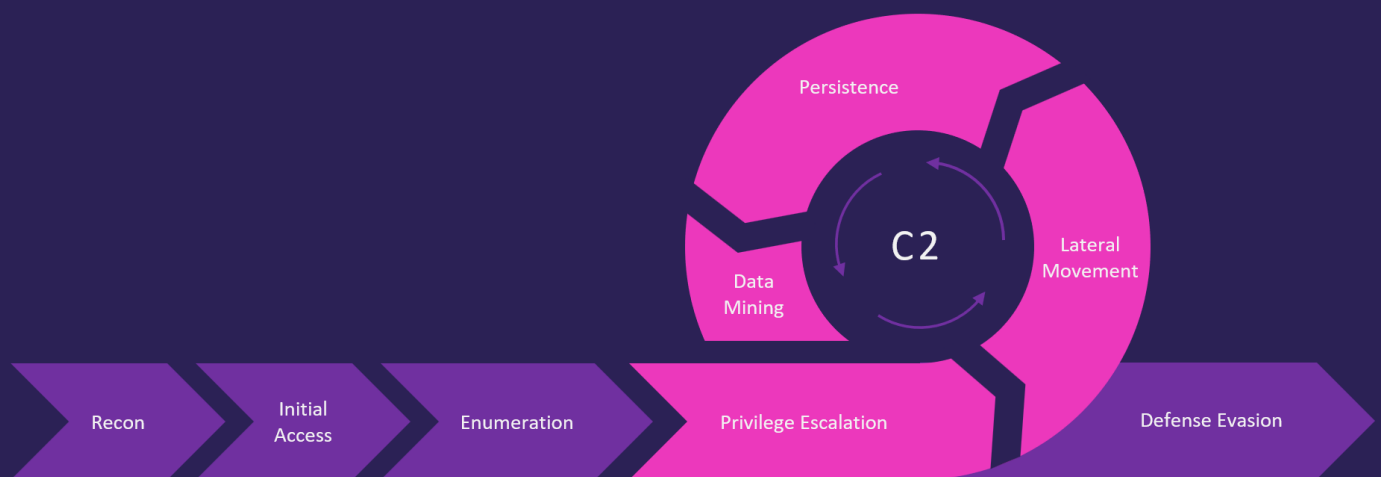 Persistence
C2
Lateral
Movement
Data
Mining
Recon
Initial
Access
Enumeration
Privilege Escalation
Defense Evasion